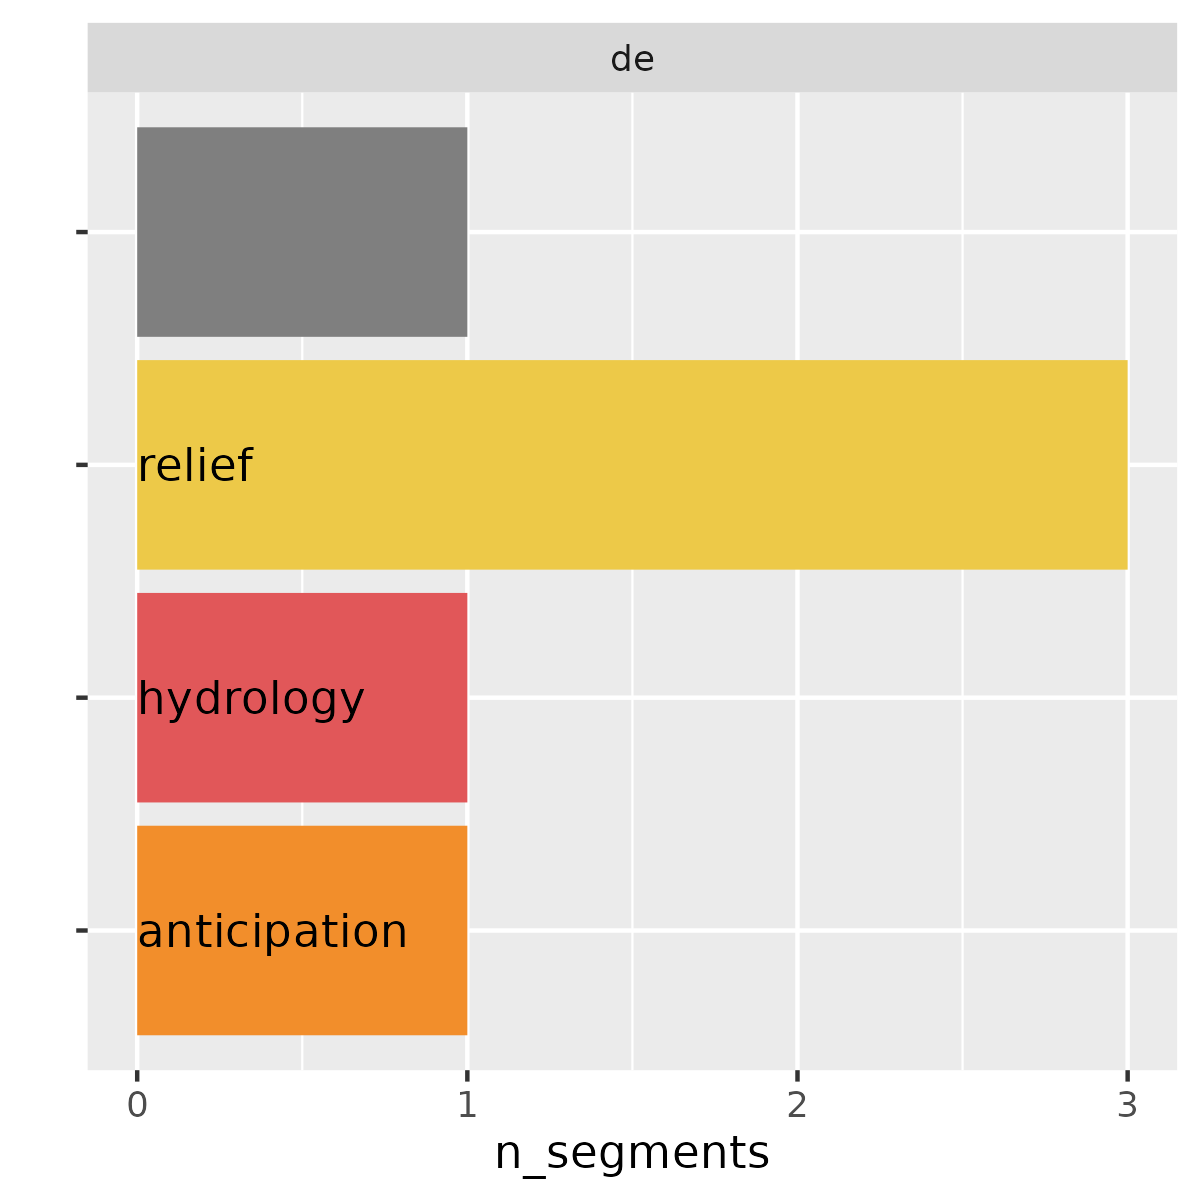 de
relief
hydrology
anticipation
0 1 2 3
n_segments